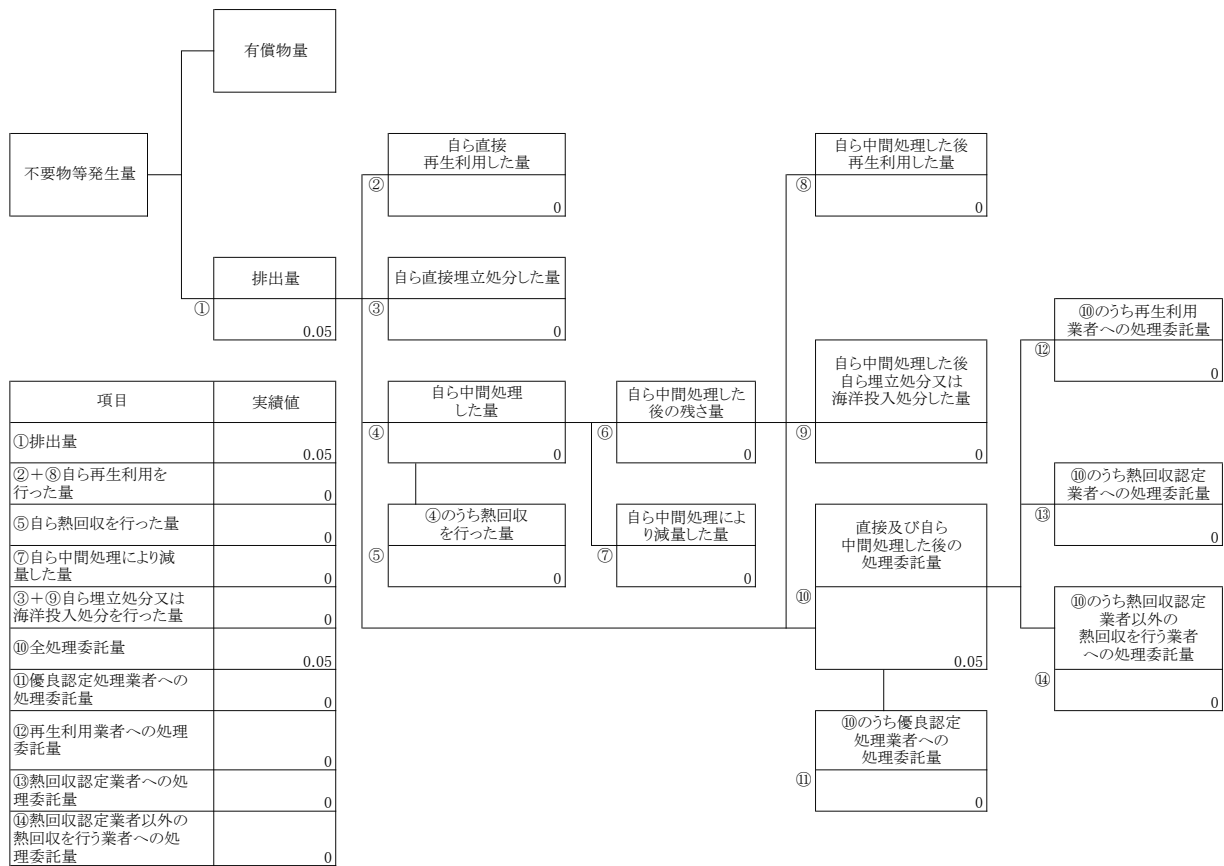 有償物量
不要物等発生量
排出量
①
0.05
自ら直接
再生利用した量
②
0
自ら直接埋立処分した量
③
0
自ら中間処理
した量
④
0
④のうち熱回収
を行った量
⑤
0
自ら中間処理した
後の残さ量
⑥
0
自ら中間処理によ
り減量した量
⑦
0
自ら中間処理した後
再生利用した量
⑧
0
自ら中間処理した後
自ら埋立処分又は
海洋投入処分した量
⑨
0
直接及び自ら
中間処理した後の
処理委託量
⑩
0.05
⑩のうち優良認定
処理業者への
処理委託量
⑪
0
⑩のうち再生利用
業者への処理委託量
⑫
0
⑩のうち熱回収認定
業者への処理委託量
⑬
0
⑩のうち熱回収認定
業者以外の
熱回収を行う業者
への処理委託量
⑭
0
項目 実績値
①排出量 0.05
②+⑧自ら再生利用を
行った量 0
⑤自ら熱回収を行った量 0
⑦自ら中間処理により減
量した量 0
③+⑨自ら埋立処分又は
海洋投入処分を行った量 0
⑩全処理委託量 0.05
⑪優良認定処理業者への
処理委託量 0
⑫再生利用業者への処理
委託量 0
⑬熱回収認定業者への処
理委託量 0
⑭熱回収認定業者以外の
熱回収を行う業者への処
理委託量 0